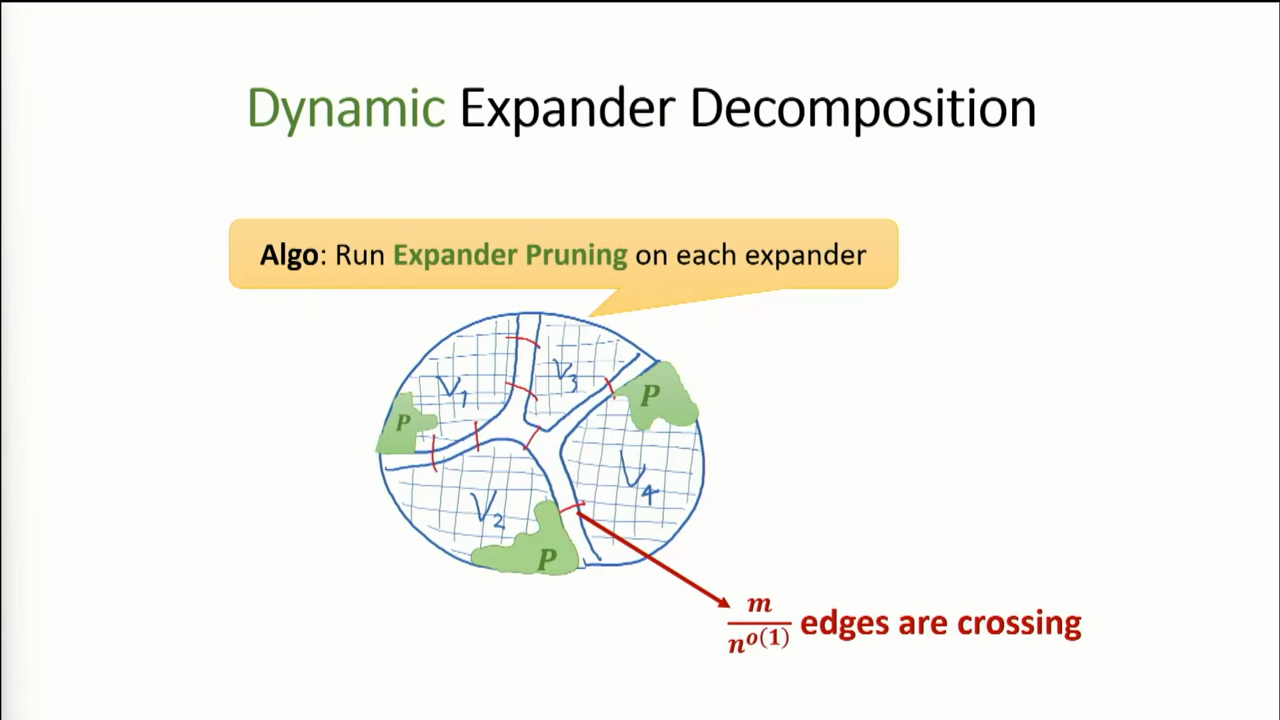 Dynamic Expander Decomposition
Algo: Run Expander Pruning on each expander
V₁
V₃
P
P
V₄
V₂
P
m
n^{o(1)} edges are crossing